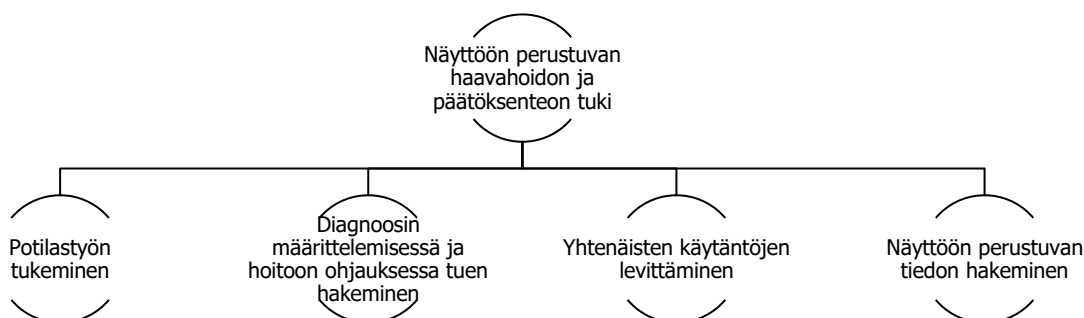 Näyttöön perustuvan
haavahoidon ja
päätöksenteon tuki
Potilastyön
tukeminen
Diagnoosin
määrittelemisessä ja
hoitoon ohjauksessa tuen
hakeminen
Yhtenäisten käytäntöjen
levittäminen
Näyttöön perustuvan
tiedon hakeminen